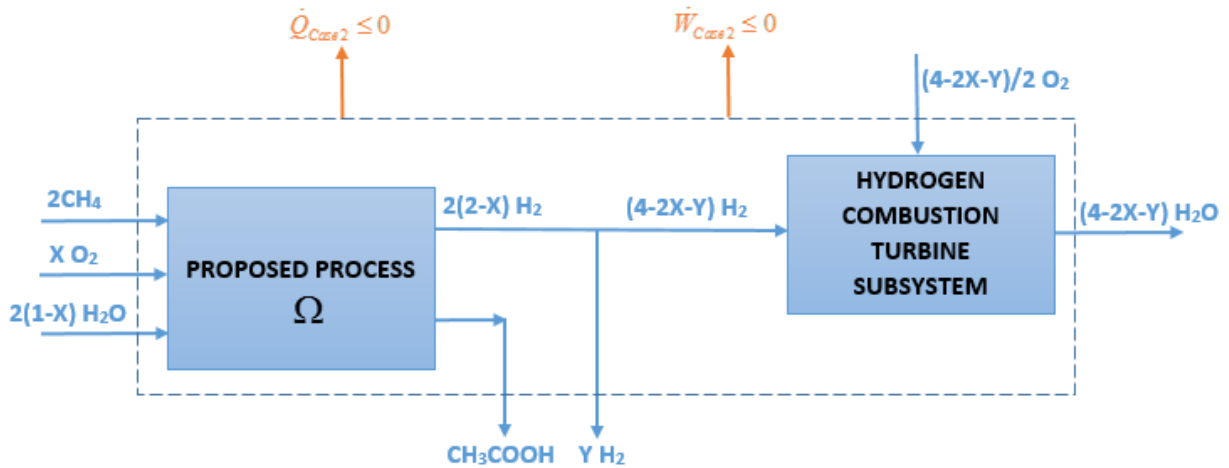 Q̇Case2 ≤ 0
ẆCase2 ≤ 0
(4-2X-Y)/2 O₂
2CH₄
X O₂
2(1-X) H₂O
PROPOSED PROCESS
Ω
2(2-X) H₂
(4-2X-Y) H₂
HYDROGEN
COMBUSTION
TURBINE
SUBSYSTEM
(4-2X-Y) H₂O
CH₃COOH
Y H₂